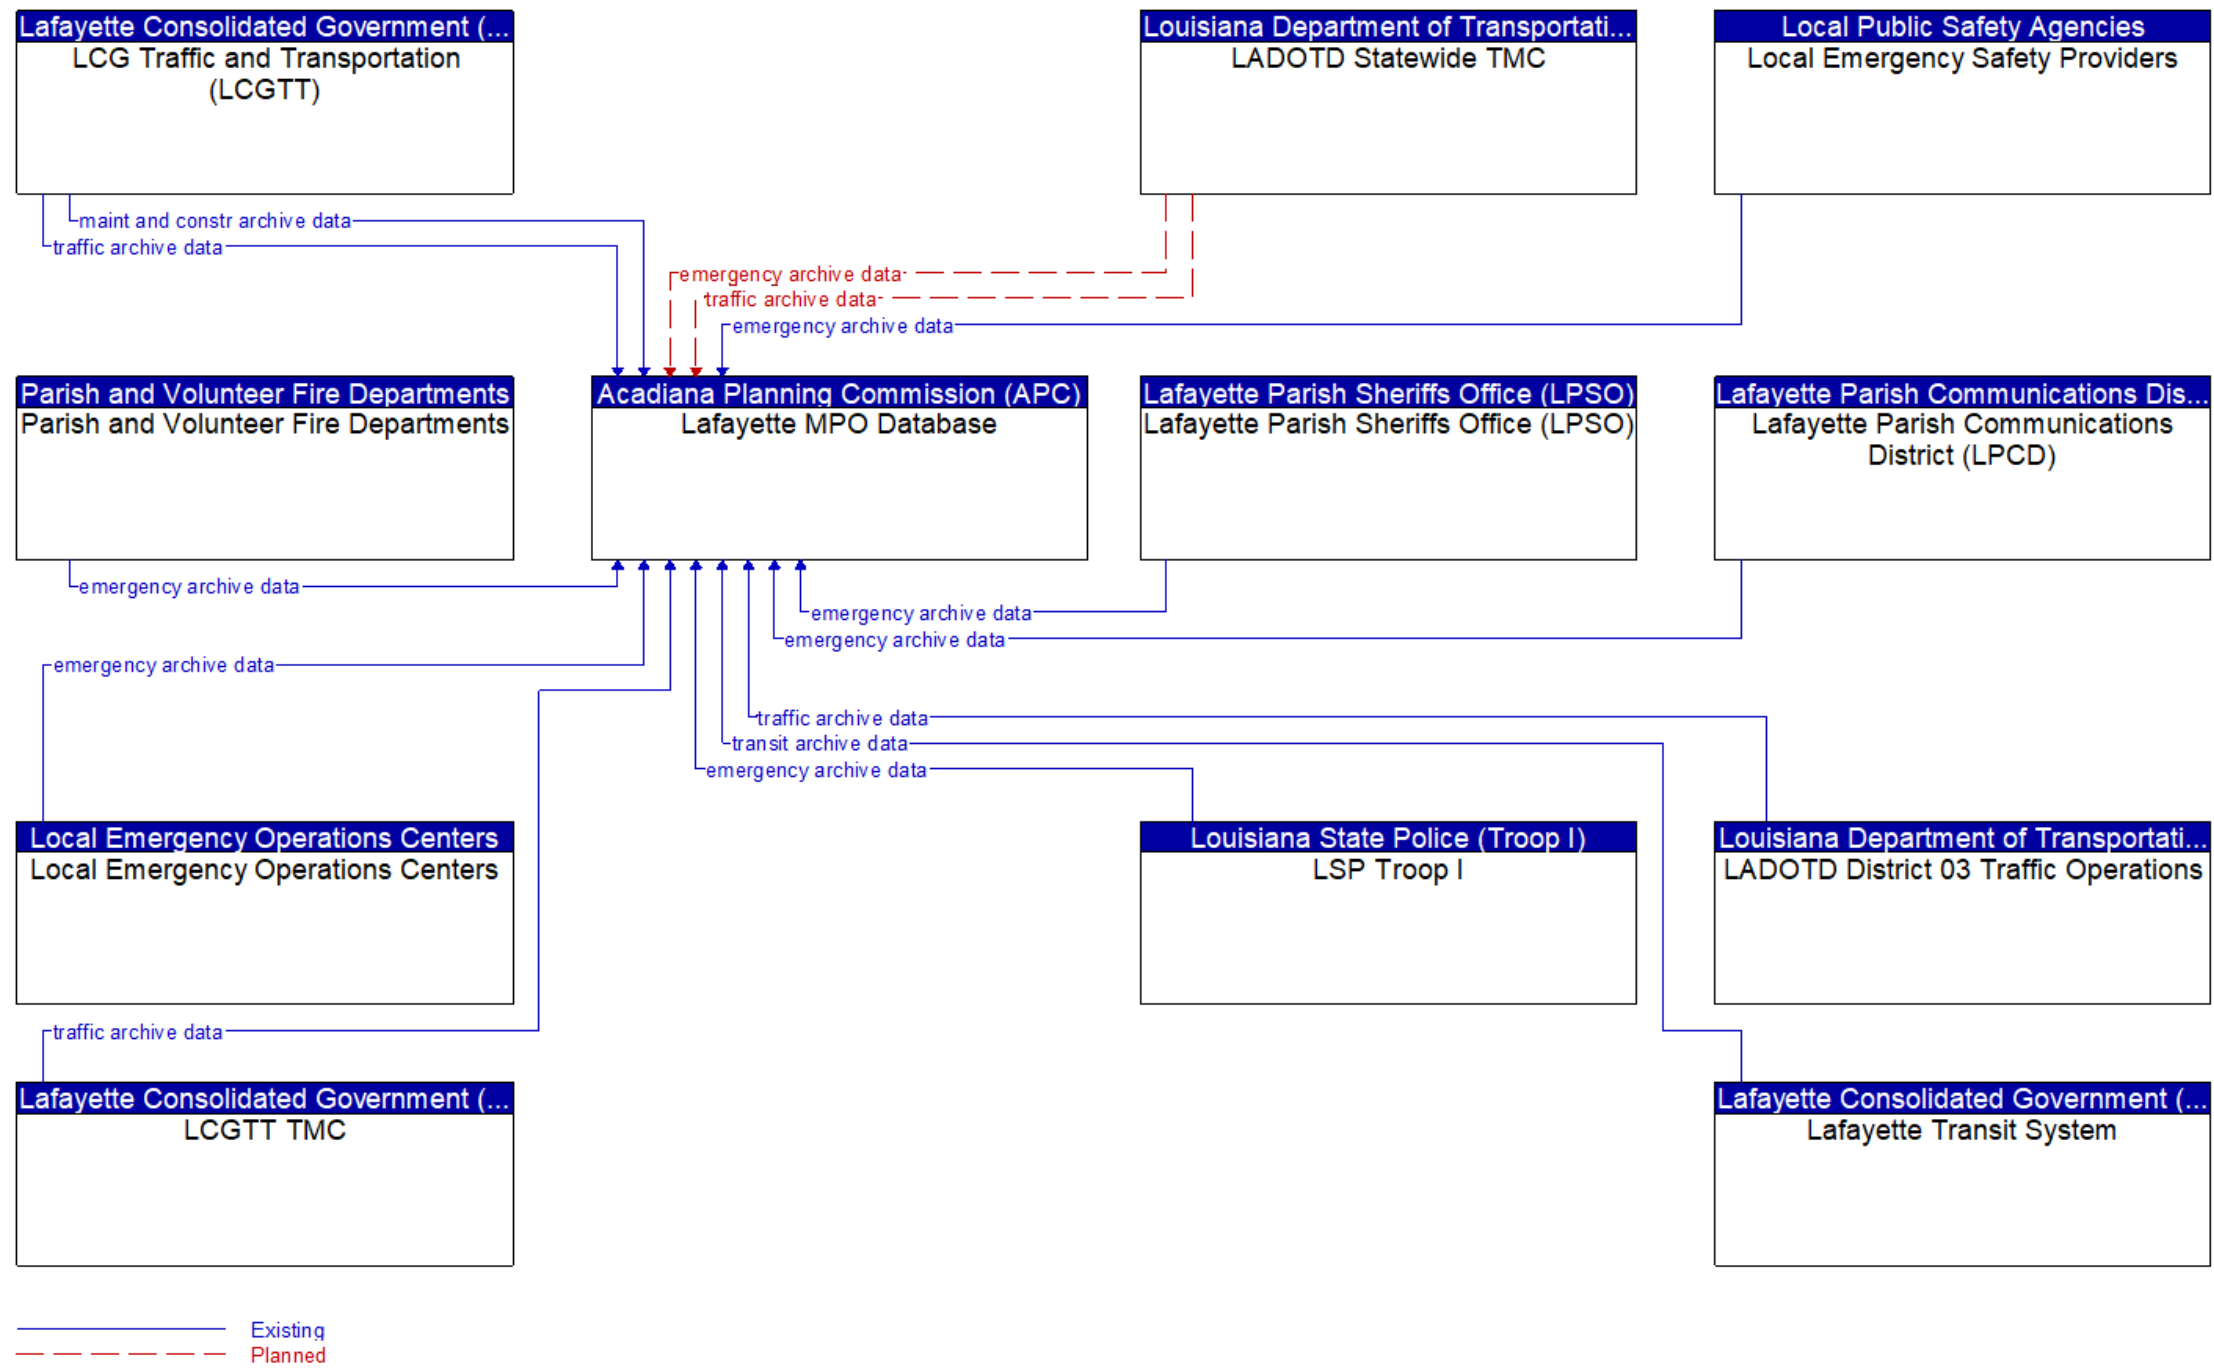 Lafayette Consolidated Government (...
LCG Traffic and Transportation
(LCGTT)
Louisiana Department of Transportati...
LADOTD Statewide TMC
Local Public Safety Agencies
Local Emergency Safety Providers
maint and constr archive data
traffic archive data
emergency archive data
traffic archive data
emergency archive data
Parish and Volunteer Fire Departments
Parish and Volunteer Fire Departments
Acadiana Planning Commission (APC)
Lafayette MPO Database
Lafayette Parish Sheriffs Office (LPSO)
Lafayette Parish Sheriffs Office (LPSO)
Lafayette Parish Communications Dis...
Lafayette Parish Communications
District (LPCD)
emergency archive data
emergency archive data
emergency archive data
emergency archive data
traffic archive data
transit archive data
emergency archive data
Local Emergency Operations Centers
Local Emergency Operations Centers
Louisiana State Police (Troop I)
LSP Troop I
Louisiana Department of Transportati...
LADOTD District 03 Traffic Operations
traffic archive data
Lafayette Consolidated Government (...
LCGTT TMC
Lafayette Consolidated Government (...
Lafayette Transit System
Existing
Planned